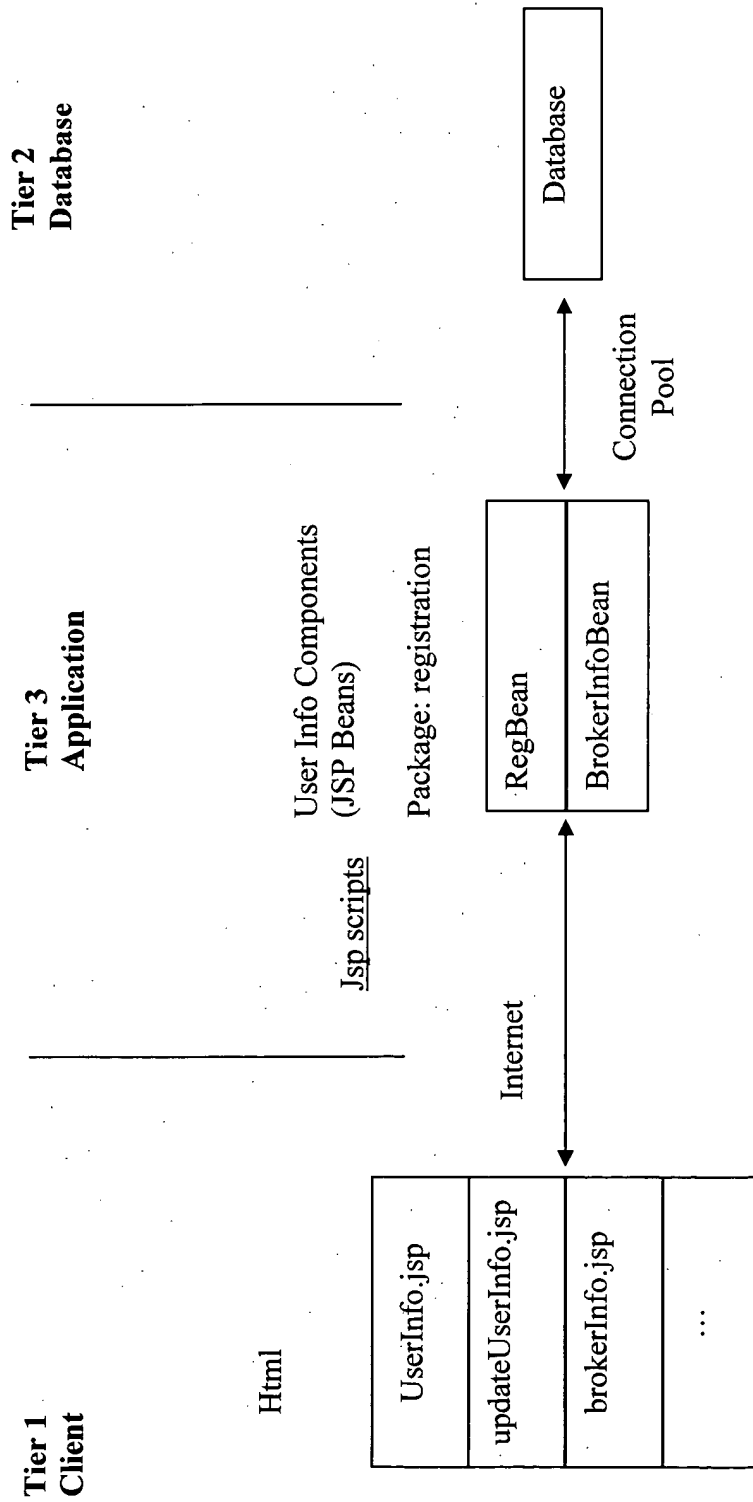 Tier 1
Client
Html
UserInfo.jsp
updateUserInfo.jsp
brokerInfo.jsp
...
Internet
Tier 3
Application
Jsp scripts
User Info Components
(JSP Beans)
Package: registration
RegBean
BrokerInfoBean
Connection
Pool
Tier 2
Database
Database